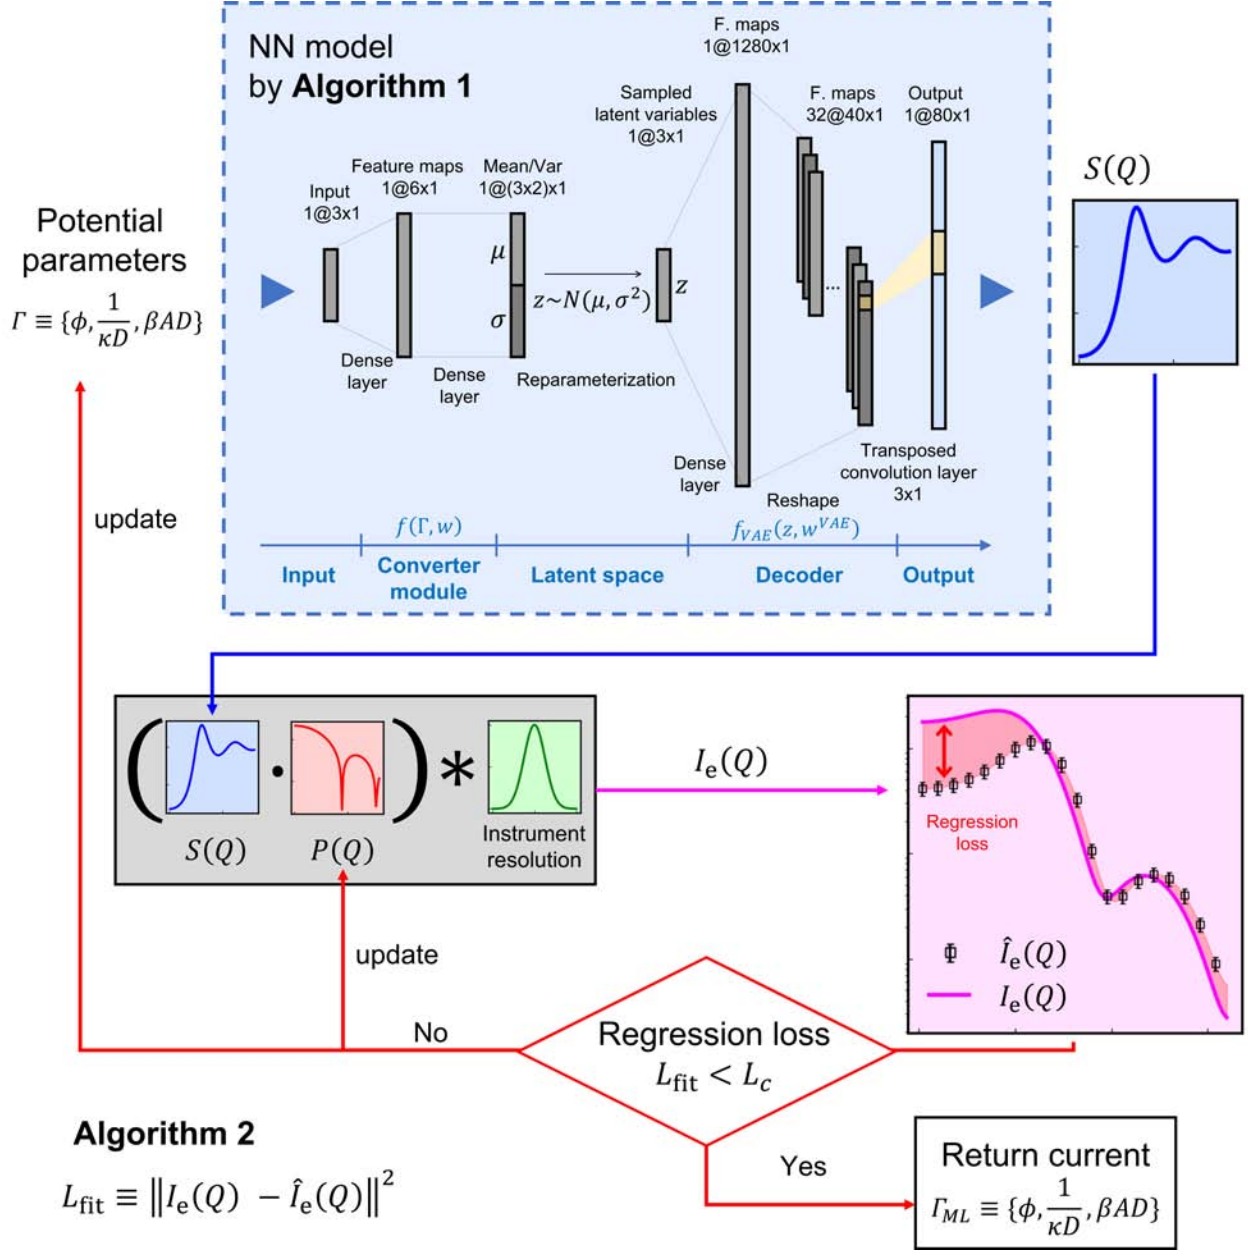 NN model
by Algorithm 1
F. maps
1@1280x1
Sampled
latent variables
1@3x1
F. maps
32@40x1
Output
1@80x1
Feature maps
1@6x1
Mean/Var
1@(3x2)x1
Input
1@3x1
S(Q)
Potential
parameters
Γ ≡ {ϕ, 1/κD, βAD}
μ
σ
z~N(μ, σ²)
z
...
Dense
layer
Dense
layer
Reparameterization
Dense
layer
Reshape
Transposed
convolution layer
3x1
update
f(Γ, w)
f_VAE(z, w^VAE)
Input
Converter
module
Latent space
Decoder
Output
( · ) *
S(Q)
P(Q)
Instrument
resolution
I_e(Q)
Regression
loss
Î_e(Q)
I_e(Q)
update
No
Regression loss
L_fit < L_c
Yes
Algorithm 2
L_fit ≡ ‖I_e(Q) − Î_e(Q)‖²
Return current
Γ_ML ≡ {ϕ, 1/κD, βAD}